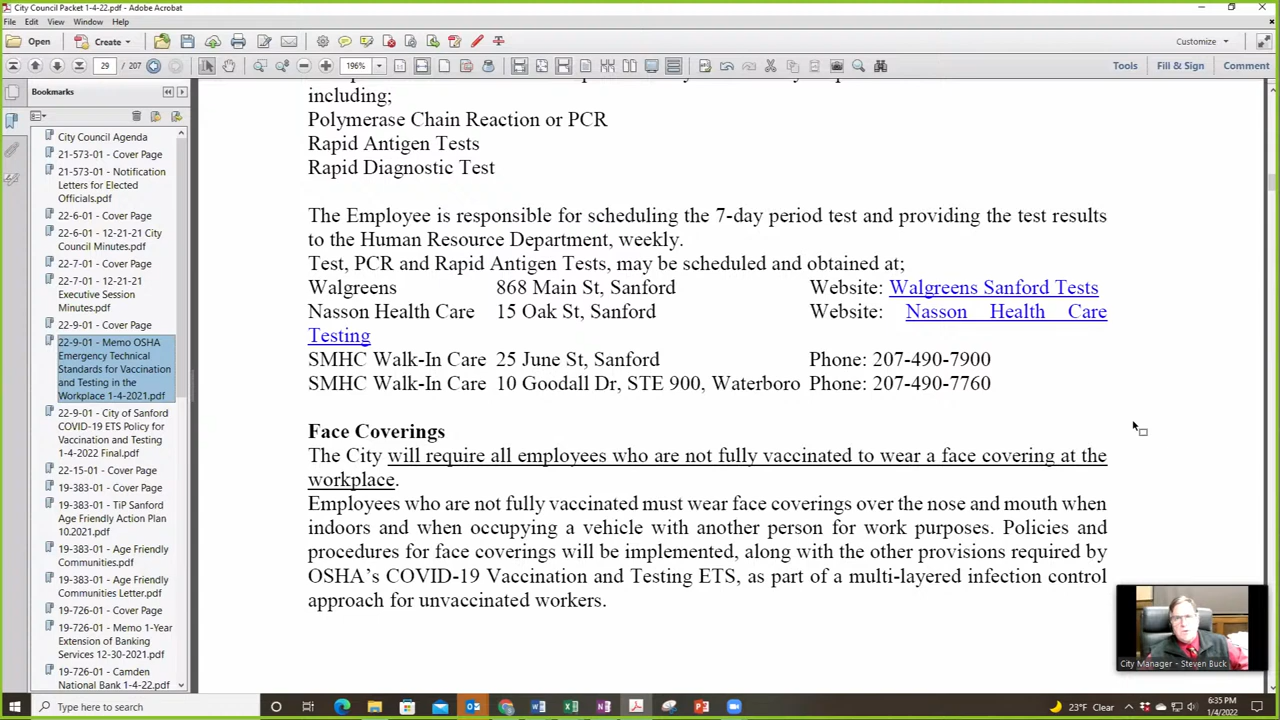 City Council Packet 1-4-22.pdf - Adobe Acrobat
File Edit View Window Help
Open Create Customize
29 / 207 196% Tools Fill & Sign Comment
Bookmarks
City Council Agenda
21-573-01 - Cover Page
21-573-01 - Notification
Letters for Elected
Officials.pdf
22-6-01 - Cover Page
22-6-01 - 12-21-21 City
Council Minutes.pdf
22-7-01 - Cover Page
22-7-01 - 12-21-21
Executive Session
Minutes.pdf
22-9-01 - Cover Page
22-9-01 - Memo OSHA
Emergency Technical
Standards for Vaccination
and Testing in the
Workplace 1-4-2021.pdf
22-9-01 - City of Sanford
COVID-19 ETS Policy for
Vaccination and Testing
1-4-2022 Final.pdf
22-15-01 - Cover Page
19-383-01 - Cover Page
19-383-01 - TiP Sanford
Age Friendly Action Plan
10.2021.pdf
19-383-01 - Age Friendly
Communities.pdf
19-383-01 - Age Friendly
Communities Letter.pdf
19-726-01 - Cover Page
19-726-01 - Memo 1-Year
Extension of Banking
Services 12-30-2021.pdf
19-726-01 - Camden
National Bank 1-4-22.pdf
including;
Polymerase Chain Reaction or PCR
Rapid Antigen Tests
Rapid Diagnostic Test
The Employee is responsible for scheduling the 7-day period test and providing the test results
to the Human Resource Department, weekly.
Test, PCR and Rapid Antigen Tests, may be scheduled and obtained at;
Walgreens 868 Main St, Sanford Website: Walgreens Sanford Tests
Nasson Health Care 15 Oak St, Sanford Website: Nasson Health Care
Testing
SMHC Walk-In Care 25 June St, Sanford Phone: 207-490-7900
SMHC Walk-In Care 10 Goodall Dr, STE 900, Waterboro Phone: 207-490-7760
Face Coverings
The City will require all employees who are not fully vaccinated to wear a face covering at the
workplace.
Employees who are not fully vaccinated must wear face coverings over the nose and mouth when
indoors and when occupying a vehicle with another person for work purposes. Policies and
procedures for face coverings will be implemented, along with the other provisions required by
OSHA's COVID-19 Vaccination and Testing ETS, as part of a multi-layered infection control
approach for unvaccinated workers.
City Manager - Steven Buck
Type here to search
23°F Clear
6:35 PM
1/4/2022